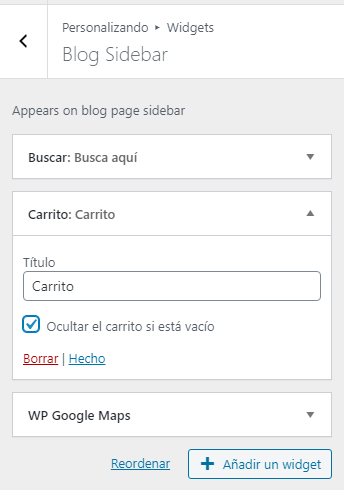 Personalizando ▸ Widgets
Blog Sidebar
Appears on blog page sidebar
Buscar: Busca aquí
Carrito: Carrito
Título
Carrito
Ocultar el carrito si está vacío
Borrar | Hecho
WP Google Maps
Reordenar + Añadir un widget